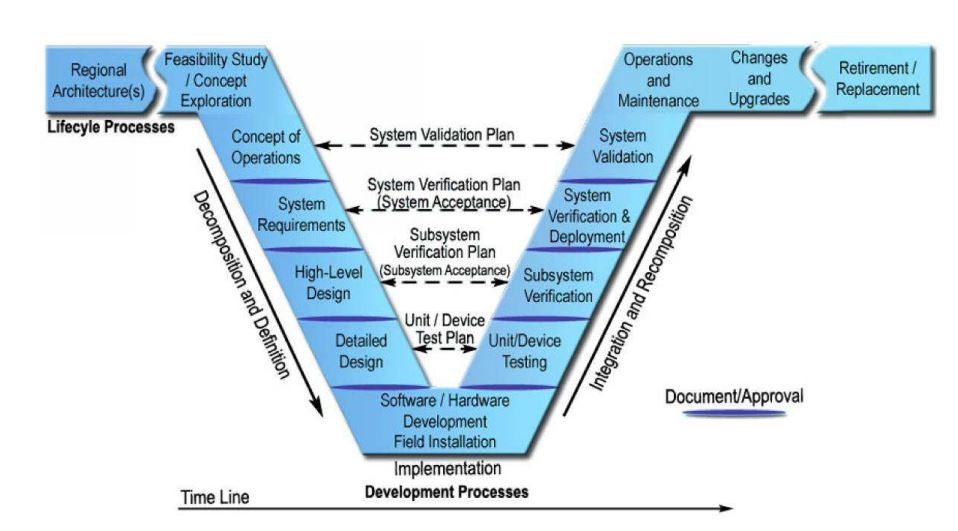 Regional
Architecture(s)
Feasibility Study
/ Concept
Exploration
Operations
and
Maintenance
Changes
and
Upgrades
Retirement /
Replacement
Lifecyle Processes
Concept of
Operations
System Validation Plan
System
Validation
System
Requirements
System Verification Plan
(System Acceptance)
System
Verification &
Deployment
High-Level
Design
Subsystem
Verification Plan
(Subsystem Acceptance)
Subsystem
Verification
Detailed
Design
Unit / Device
Test Plan
Unit/Device
Testing
Decomposition and Definition
Integration and Recomposition
Software / Hardware
Development
Field Installation
Document/Approval
Implementation
Development Processes
Time Line